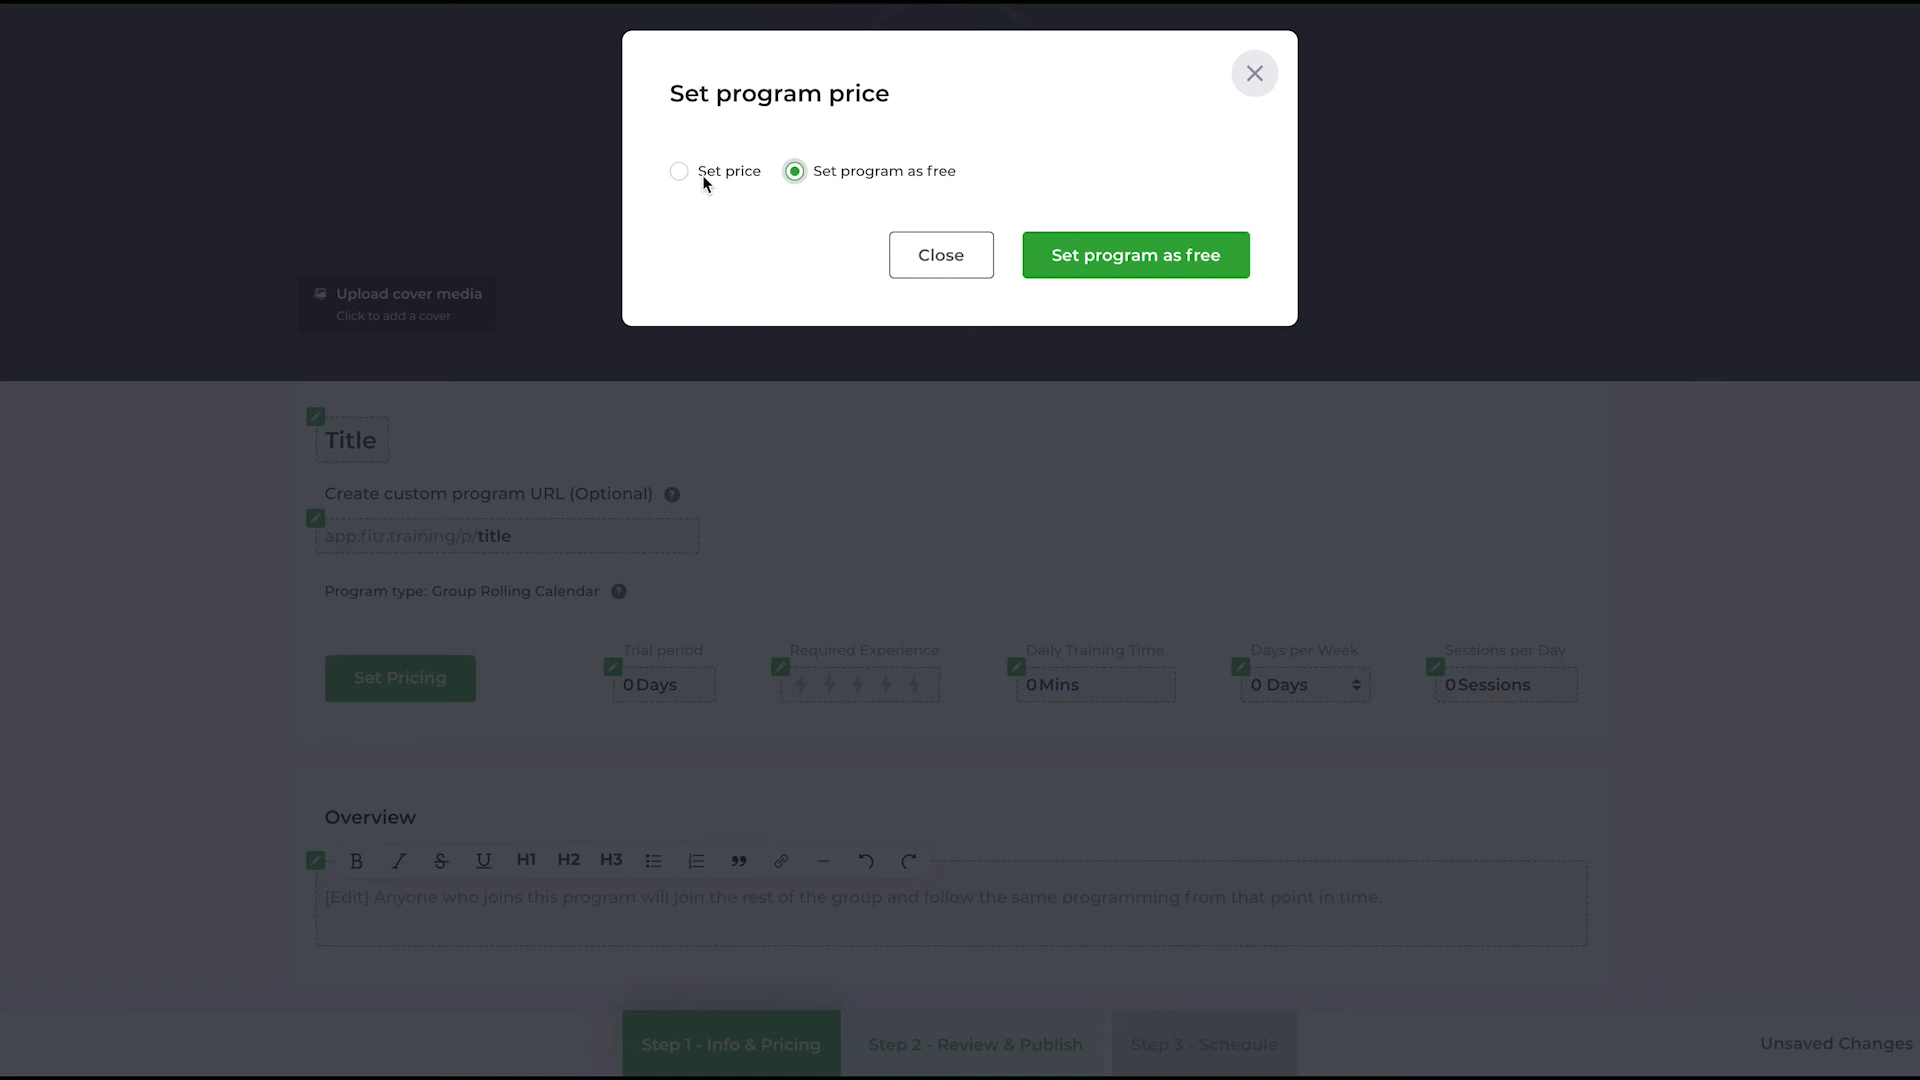 Set program price
Set price
Set program as free
Close
Set program as free
Upload cover media
Click to add a cover
Title
Create custom program URL (Optional) ?
app.fitr.training/p/title
Program type: Group Rolling Calendar ?
Set Pricing
Trial period
0 Days
Required Experience
Daily Training Time
0 Mins
Days per Week
0 Days
Sessions per Day
0 Sessions
Overview
B I S U H1 H2 H3
[Edit] Anyone who joins this program will join the rest of the group and follow the same programming from that point in time.
Step 1 - Info & Pricing
Step 2 - Review & Publish
Step 3 - Schedule
Unsaved Changes